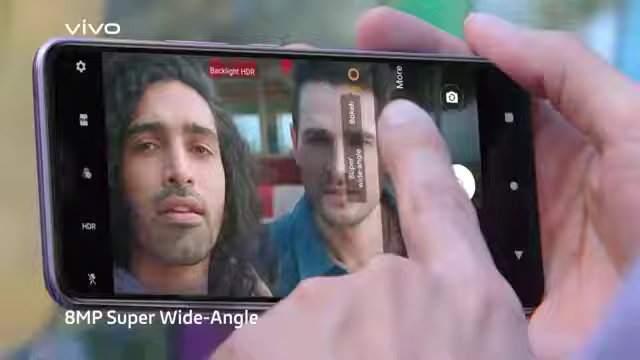 vivo
Backlight HDR
More
Bokeh
Super
wide-angle
HDR
8MP Super Wide-Angle